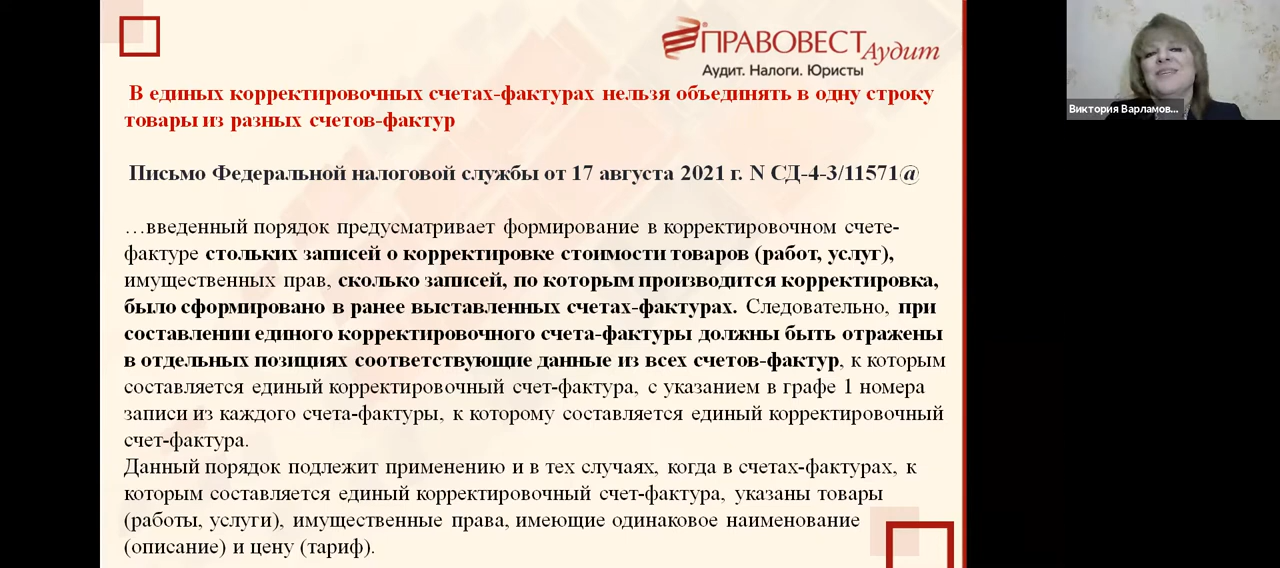 ПРАВОВЕСТ Аудит
Аудит. Налоги. Юристы
Виктория Варламов...
В единых корректировочных счетах-фактурах нельзя объединять в одну строку
товары из разных счетов-фактур
Письмо Федеральной налоговой службы от 17 августа 2021 г. N СД-4-3/11571@
…введенный порядок предусматривает формирование в корректировочном счете-
фактуре стольких записей о корректировке стоимости товаров (работ, услуг),
имущественных прав, сколько записей, по которым производится корректировка,
было сформировано в ранее выставленных счетах-фактурах. Следовательно, при
составлении единого корректировочного счета-фактуры должны быть отражены
в отдельных позициях соответствующие данные из всех счетов-фактур, к которым
составляется единый корректировочный счет-фактура, с указанием в графе 1 номера
записи из каждого счета-фактуры, к которому составляется единый корректировочный
счет-фактура.
Данный порядок подлежит применению и в тех случаях, когда в счетах-фактурах, к
которым составляется единый корректировочный счет-фактура, указаны товары
(работы, услуги), имущественные права, имеющие одинаковое наименование
(описание) и цену (тариф).